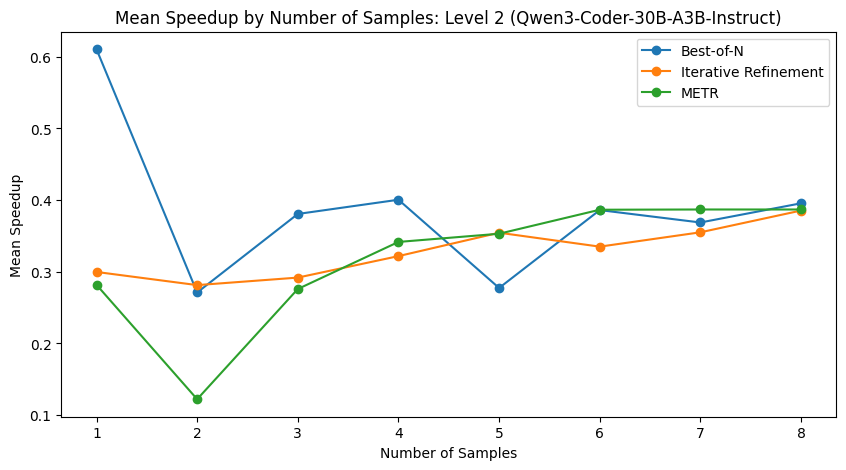 Mean Speedup by Number of Samples: Level 2 (Qwen3-Coder-30B-A3B-Instruct)
Mean Speedup
0.6
0.5
0.4
0.3
0.2
0.1
Best-of-N
Iterative Refinement
METR
1 2 3 4 5 6 7 8
Number of Samples